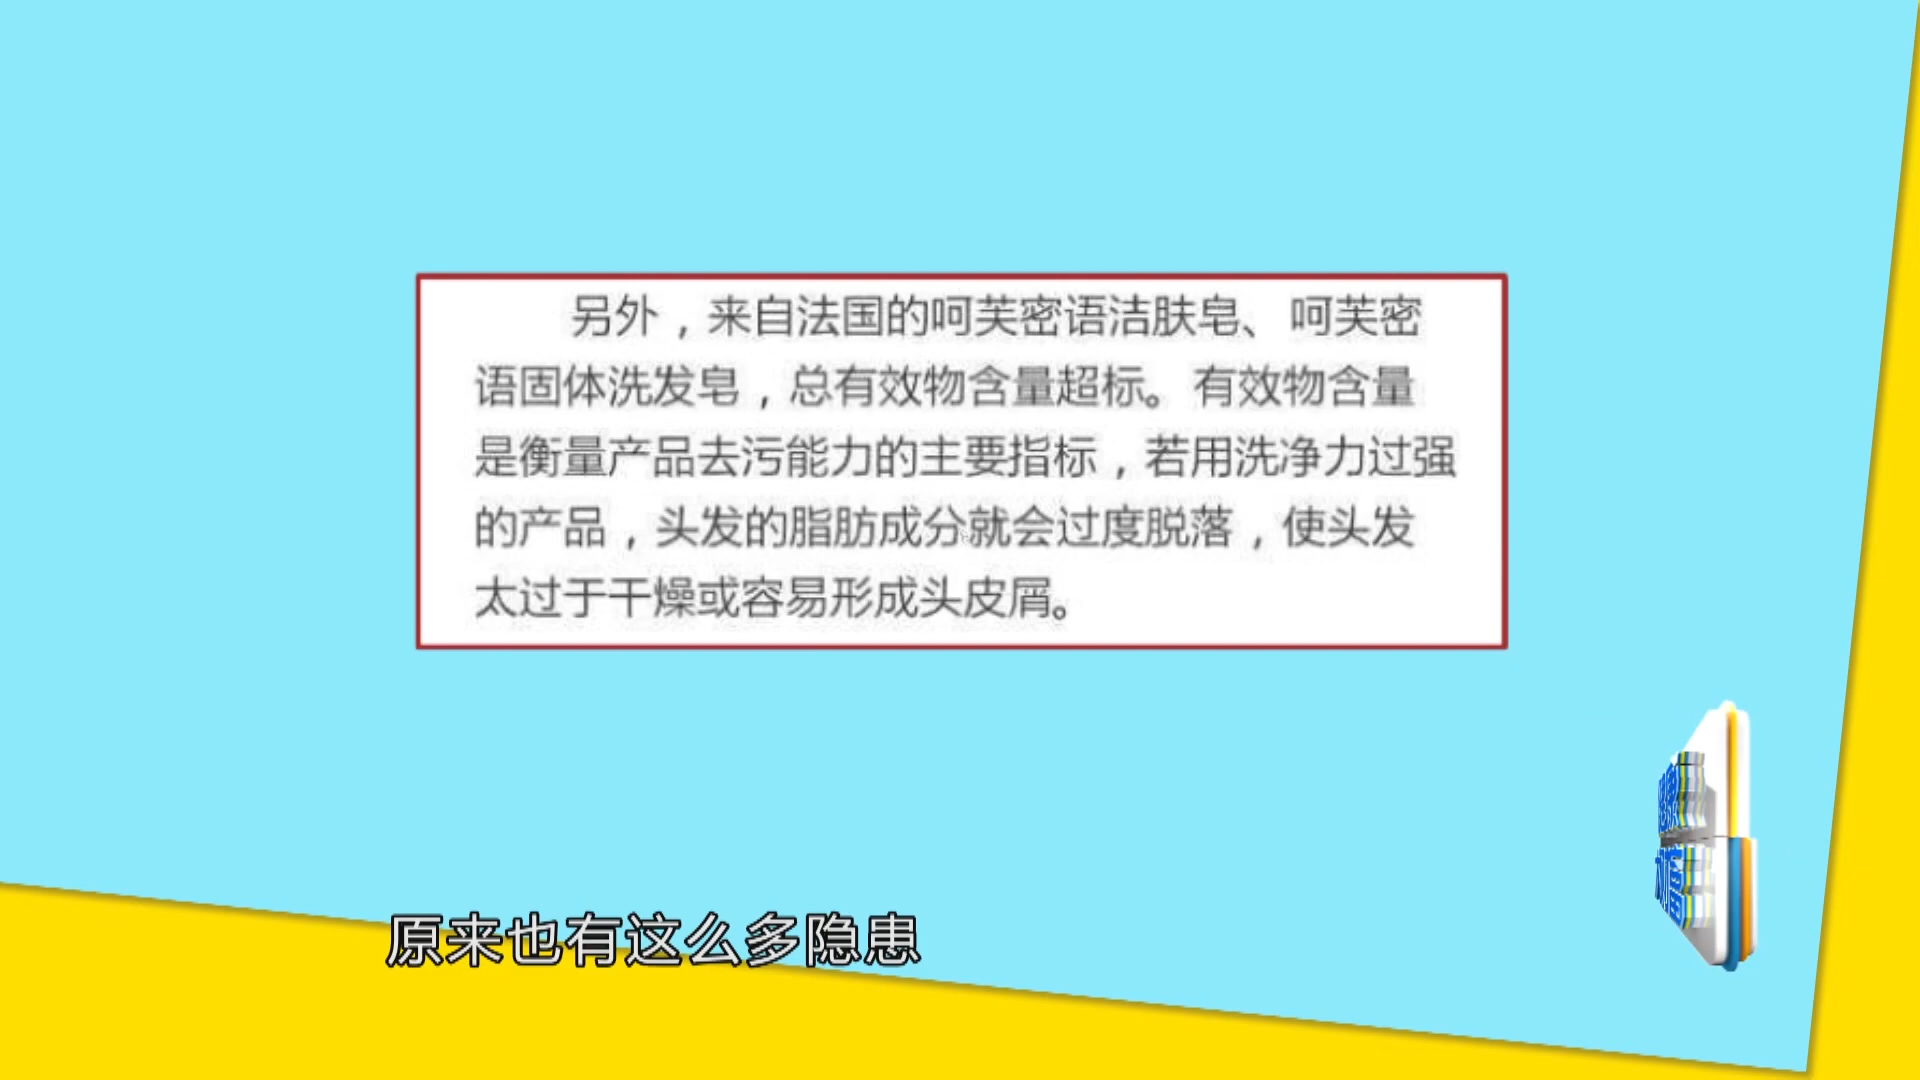 另外，来自法国的呵芙密语洁肤皂、呵芙密
语固体洗发皂，总有效物含量超标。有效物含量
是衡量产品去污能力的主要指标，若用洗净力过强
的产品，头发的脂肪成分就会过度脱落，使头发
太过于干燥或容易形成头皮屑。
原来也有这么多隐患